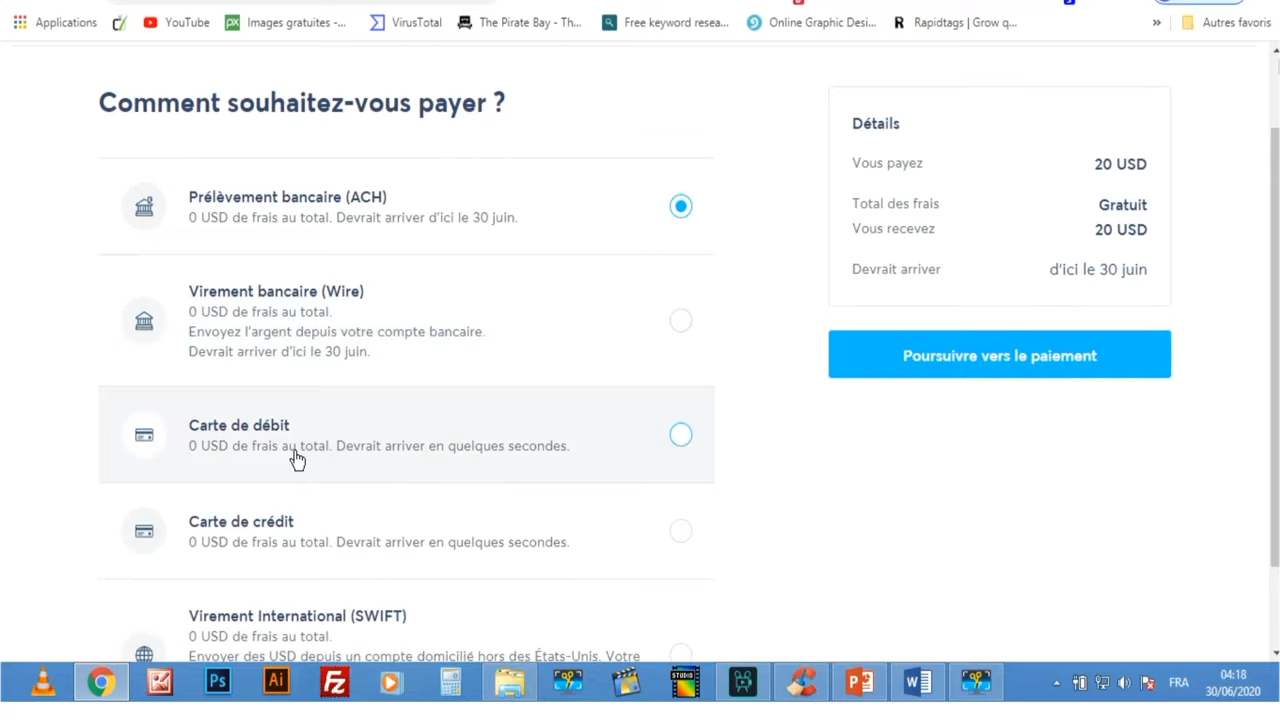 Applications
YouTube
Images gratuites -...
VirusTotal
The Pirate Bay - Th...
Free keyword resea...
Online Graphic Desi...
Rapidtags | Grow q...
»
Autres favoris
Comment souhaitez-vous payer ?
Prélèvement bancaire (ACH)
0 USD de frais au total. Devrait arriver d'ici le 30 juin.
Virement bancaire (Wire)
0 USD de frais au total.
Envoyez l'argent depuis votre compte bancaire.
Devrait arriver d'ici le 30 juin.
Carte de débit
0 USD de frais au total. Devrait arriver en quelques secondes.
Carte de crédit
0 USD de frais au total. Devrait arriver en quelques secondes.
Virement International (SWIFT)
0 USD de frais au total.
Envoyer des USD depuis un compte domicilié hors des États-Unis. Votre
Détails
Vous payez 20 USD
Total des frais Gratuit
Vous recevez 20 USD
Devrait arriver d'ici le 30 juin
Poursuivre vers le paiement
Ps
Ai
Fz
STUDIO
P
W
FRA
04:18
30/06/2020